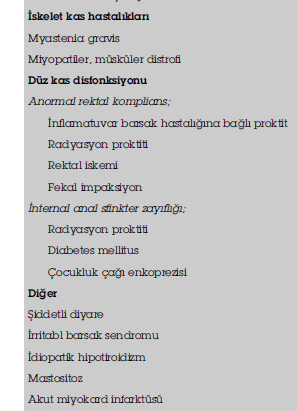 İskelet kas hastalıkları
Myastenia gravis
Miyopatiler, müsküler distrofi
Düz kas disfonksiyonu
Anormal rektal komplians;
İnflamatuvar barsak hastalığına bağlı proktit
Radyasyon proktiti
Rektal iskemi
Fekal impaksiyon
İnternal anal sfinkter zayıflığı;
Radyasyon proktiti
Diabetes mellitus
Çocukluk çağı enkoprezisi
Diğer
Şiddetli diyare
İrritabl barsak sendromu
İdiopatik hipotiroidizm
Mastositoz
Akut miyokard infarktüsü